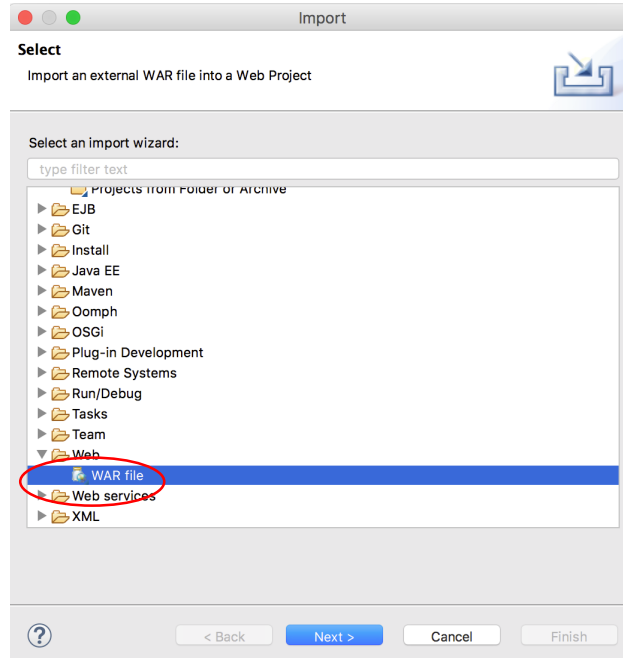 Import
Select
Import an external WAR file into a Web Project
Select an import wizard:
type filter text
Projects from Folder or Archive
EJB
Git
Install
Java EE
Maven
Oomph
OSGi
Plug-in Development
Remote Systems
Run/Debug
Tasks
Team
Web
WAR file
Web services
XML
?
< Back
Next >
Cancel
Finish